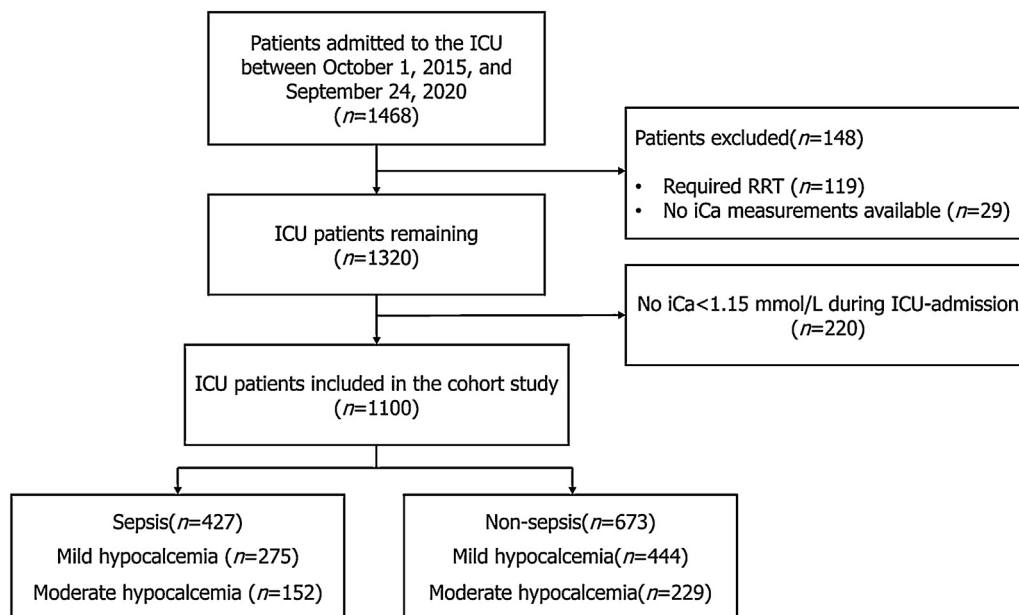 Patients admitted to the ICU
between October 1, 2015, and
September 24, 2020
(n=1468)
Patients excluded(n=148)
• Required RRT (n=119)
• No iCa measurements available (n=29)
ICU patients remaining
(n=1320)
No iCa<1.15 mmol/L during ICU-admission
(n=220)
ICU patients included in the cohort study
(n=1100)
Sepsis(n=427)
Mild hypocalcemia (n=275)
Moderate hypocalcemia (n=152)
Non-sepsis(n=673)
Mild hypocalcemia(n=444)
Moderate hypocalcemia(n=229)